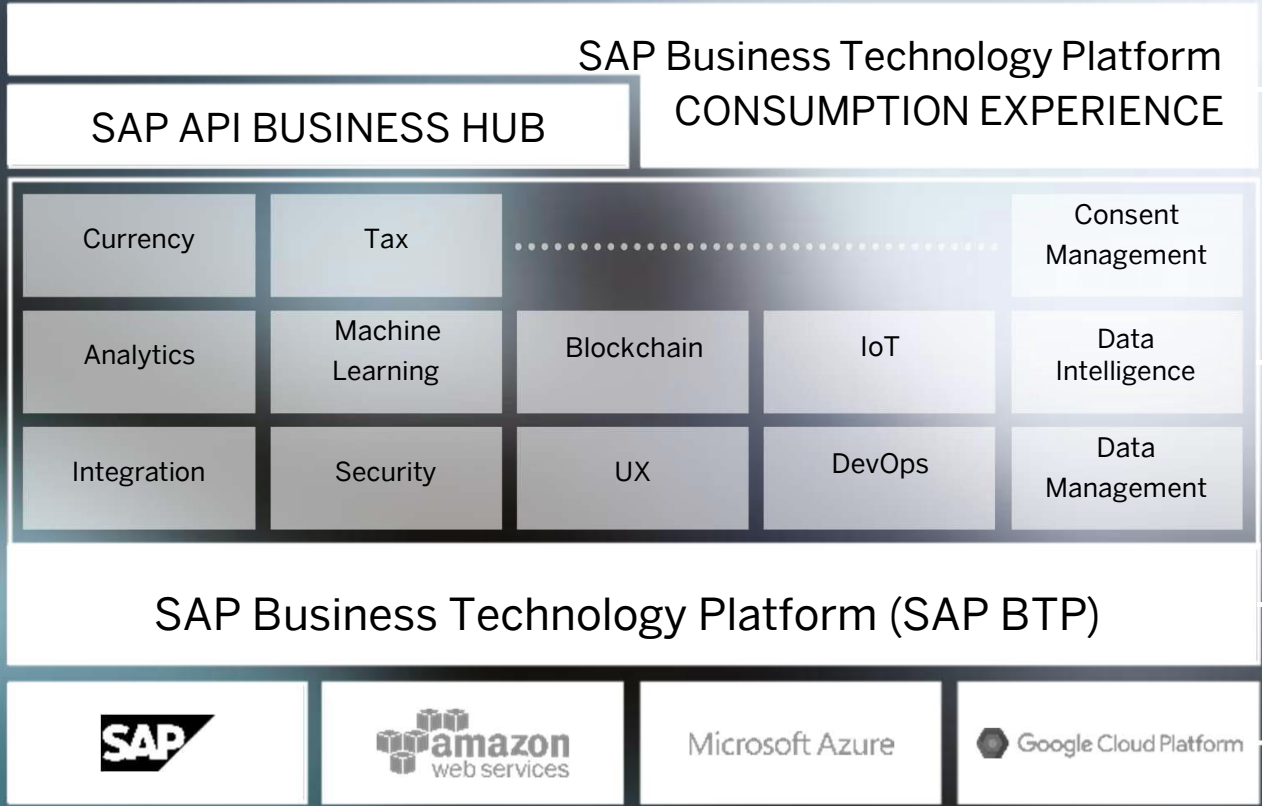 SAP Business Technology Platform
CONSUMPTION EXPERIENCE
SAP API BUSINESS HUB
Currency
Tax
Consent
Management
Analytics
Machine
Learning
Blockchain
IoT
Data
Intelligence
Integration
Security
UX
DevOps
Data
Management
SAP Business Technology Platform (SAP BTP)
SAP
amazon
web services
Microsoft Azure
Google Cloud Platform